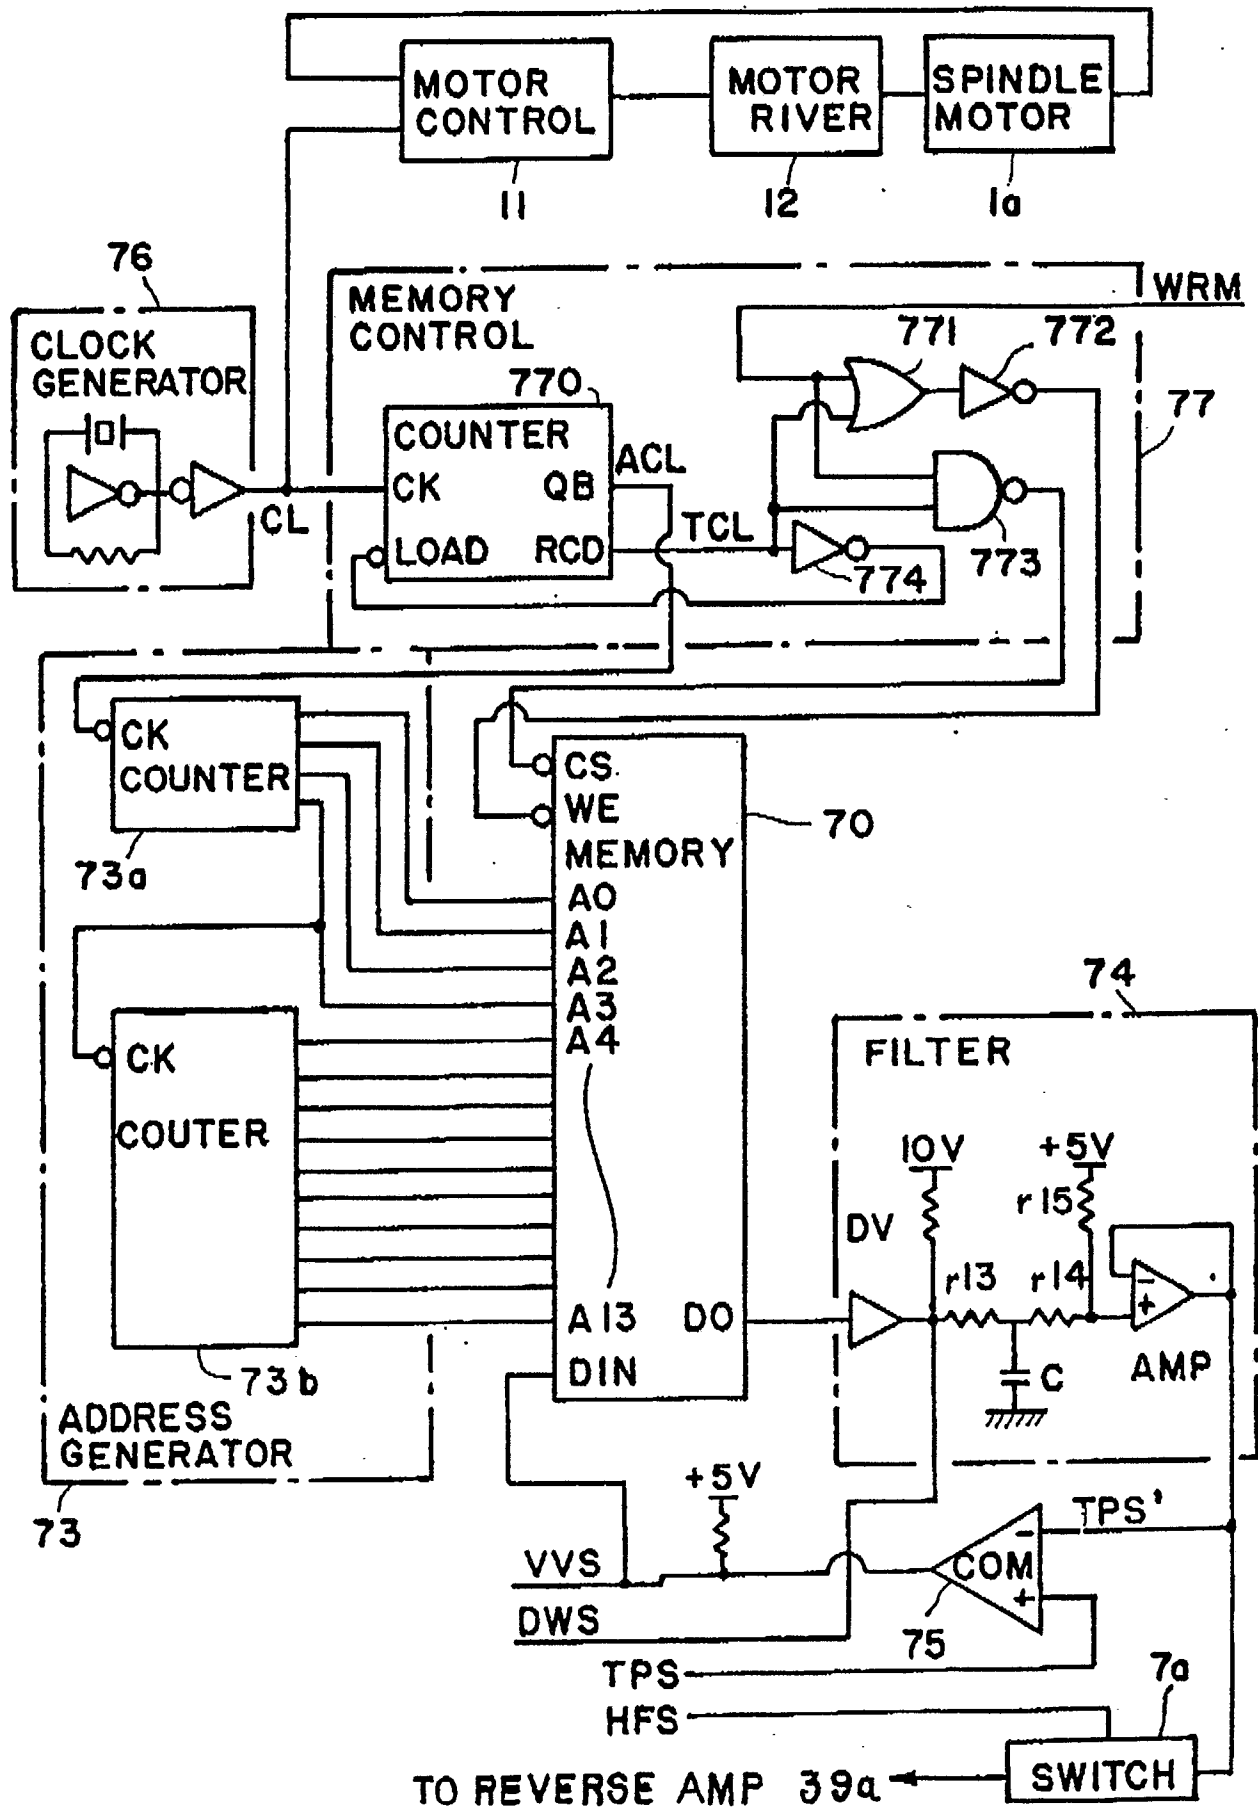 MOTOR
CONTROL
MOTOR
RIVER
SPINDLE
MOTOR
11
12
1a
76
CLOCK
GENERATOR
CL
MEMORY
CONTROL
WRM
770
COUNTER
CK
QB
LOAD
RCD
ACL
TCL
771
772
773
774
77
CK
COUNTER
73a
CK
COUTER
73b
ADDRESS
GENERATOR
73
CS
WE
MEMORY
A0
A1
A2
A3
A4
A13
DO
DIN
70
74
FILTER
10V
+5V
r15
DV
r13
r14
-
+
AMP
C
+5V
VVS
DWS
TPS'
-
COM
+
75
TPS
HFS
7a
SWITCH
TO REVERSE AMP 39a